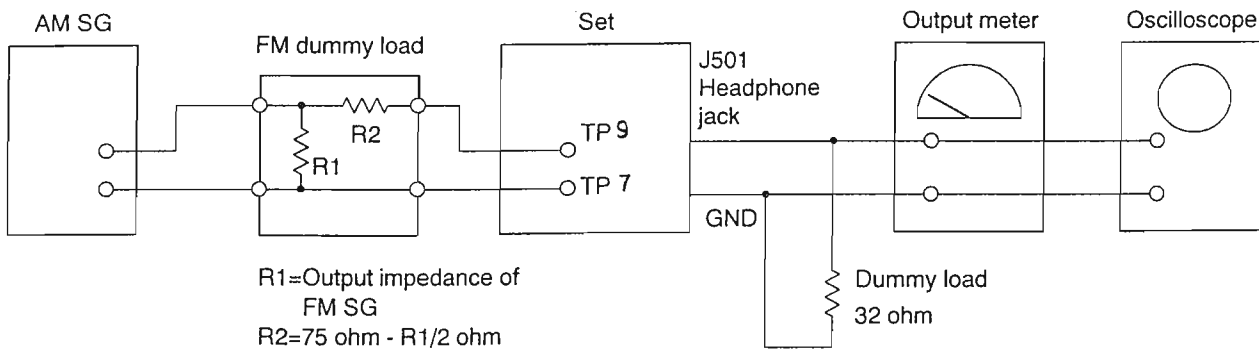 AM SG
FM dummy load
Set
Output meter
Oscilloscope
J501
Headphone
jack
R2
R1
TP 9
TP 7
GND
R1=Output impedance of
FM SG
R2=75 ohm - R1/2 ohm
Dummy load
32 ohm